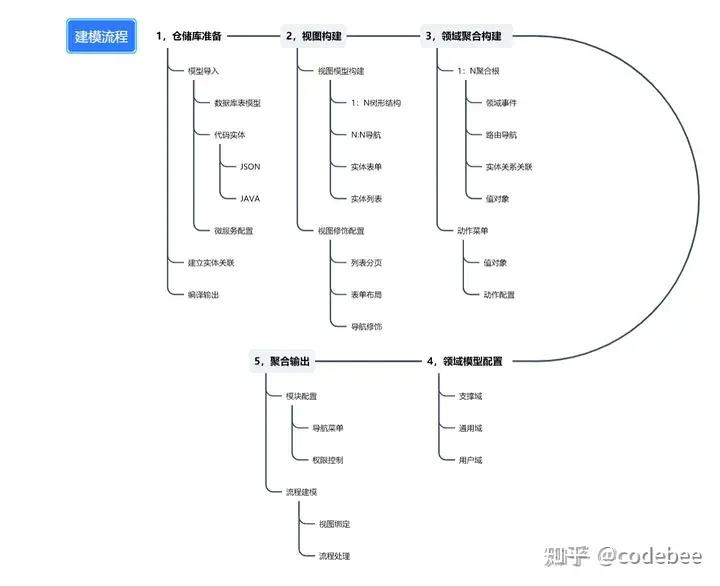 建模流程
1，仓储库准备
模型导入
数据库表模型
代码实体
JSON
JAVA
微服务配置
建立实体关联
编译输出
2，视图构建
视图模型构建
1：N树形结构
N:N导航
实体表单
实体列表
视图修饰配置
列表分页
表单布局
导航修饰
3，领域聚合构建
1：N聚合根
领域事件
路由导航
实体关系关联
值对象
动作菜单
值对象
动作配置
4，领域模型配置
支撑域
通用域
用户域
5，聚合输出
模块配置
导航菜单
权限控制
流程建模
视图绑定
流程处理
知乎 @codebee